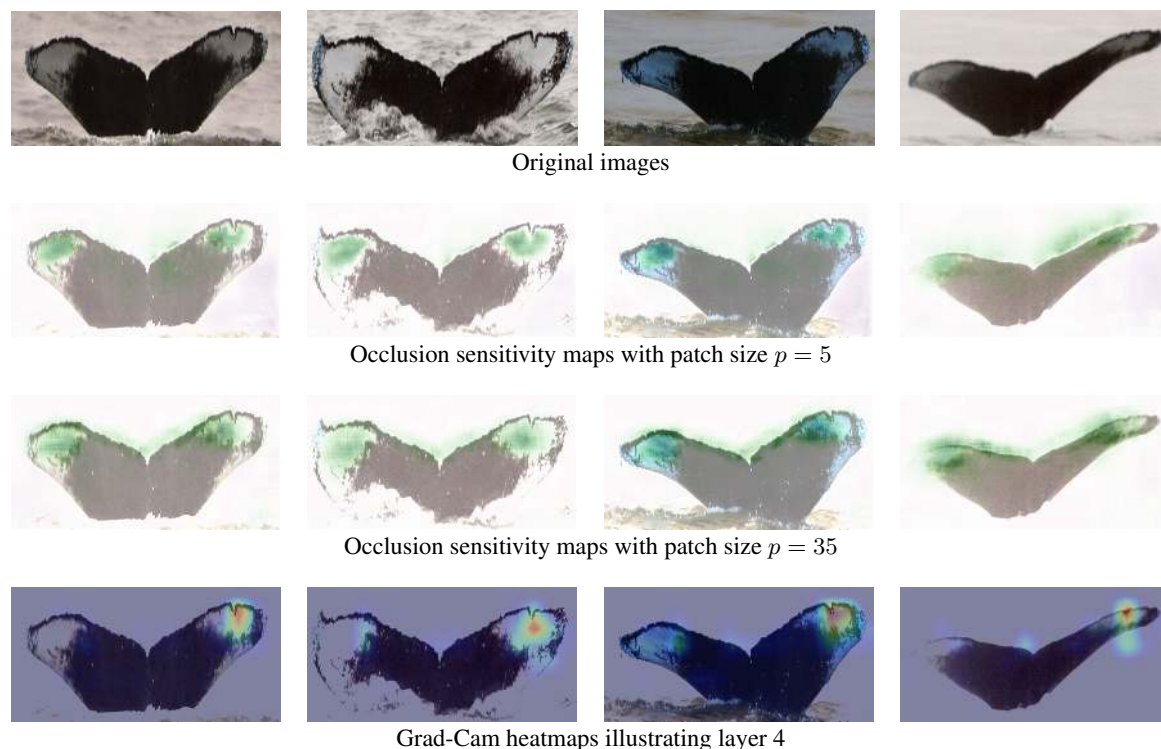 Original images
Occlusion sensitivity maps with patch size p = 5
Occlusion sensitivity maps with patch size p = 35
Grad-Cam heatmaps illustrating layer 4